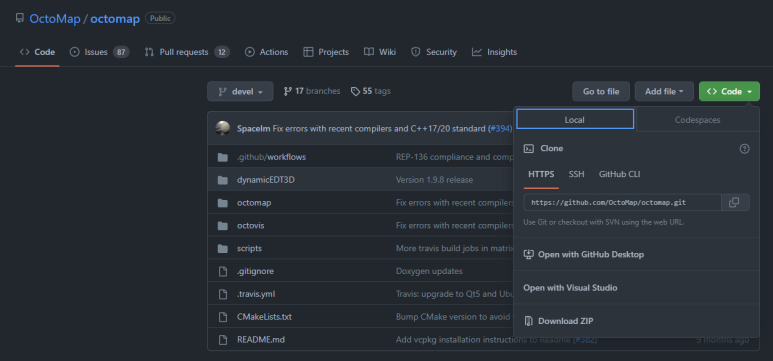 OctoMap / octomap Public
Code Issues 87 Pull requests 12 Actions Projects Wiki Security Insights
devel 17 branches 55 tags Go to file Add file Code
SpaceIm Fix errors with recent compilers and C++17/20 standard (#394)
.github/workflows REP-136 compliance and comp
dynamicEDT3D Version 1.9.8 release
octomap Fix errors with recent compilers
octovis Fix errors with recent compilers
scripts More travis build jobs in matri
.gitignore Doxygen updates
.travis.yml Travis: upgrade to Qt5 and Ubu
CMakeLists.txt Bump CMake version to avoid
README.md Add vcpkg installation instructions to readme (#382) 9 months ago
Local Codespaces
Clone
HTTPS SSH GitHub CLI
https://github.com/OctoMap/octomap.git
Use Git or checkout with SVN using the web URL.
Open with GitHub Desktop
Open with Visual Studio
Download ZIP